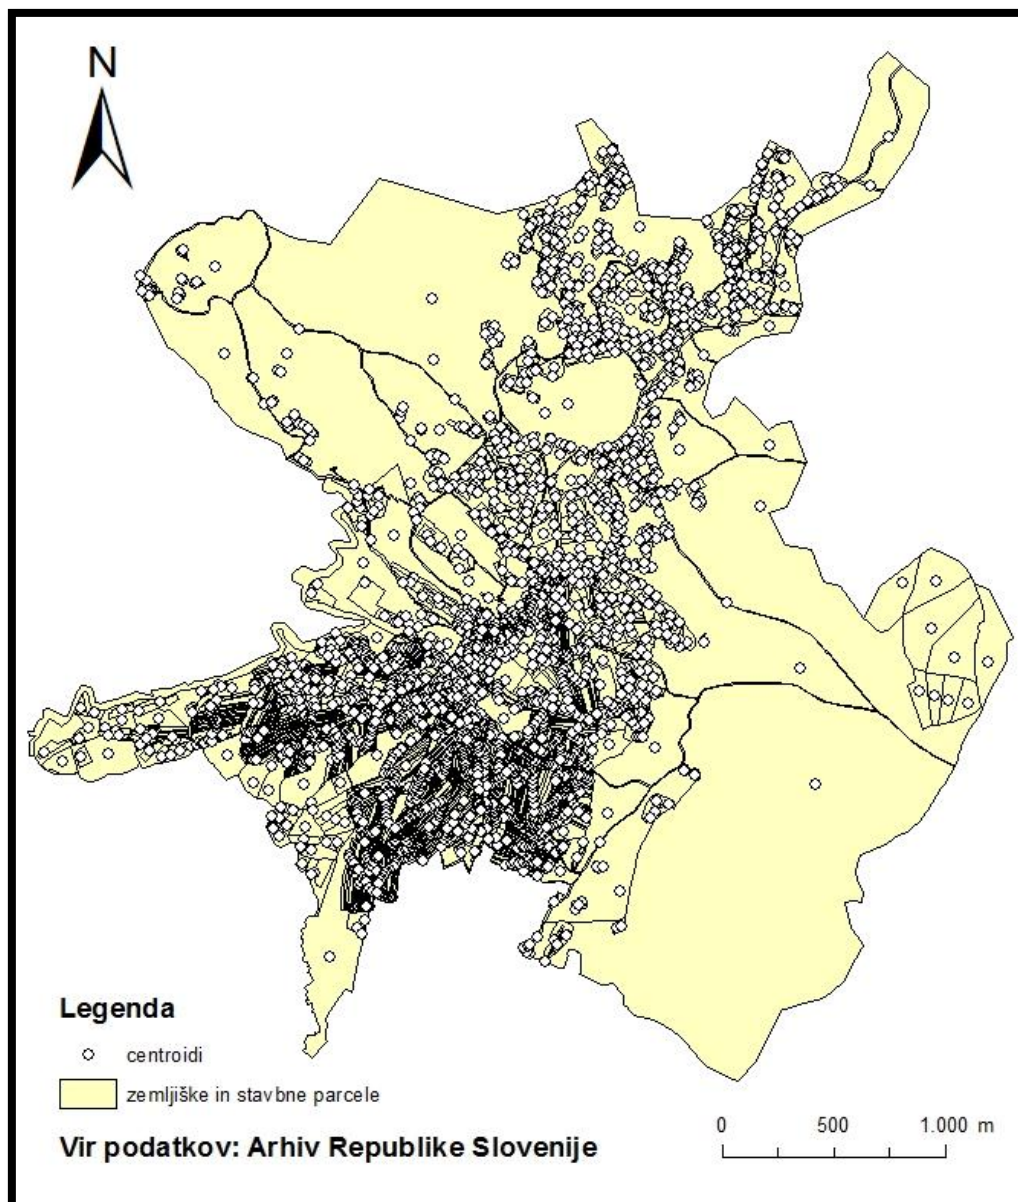 N
Legenda
centroidi
zemljiške in stavbne parcele
Vir podatkov: Arhiv Republike Slovenije
0 500 1.000 m